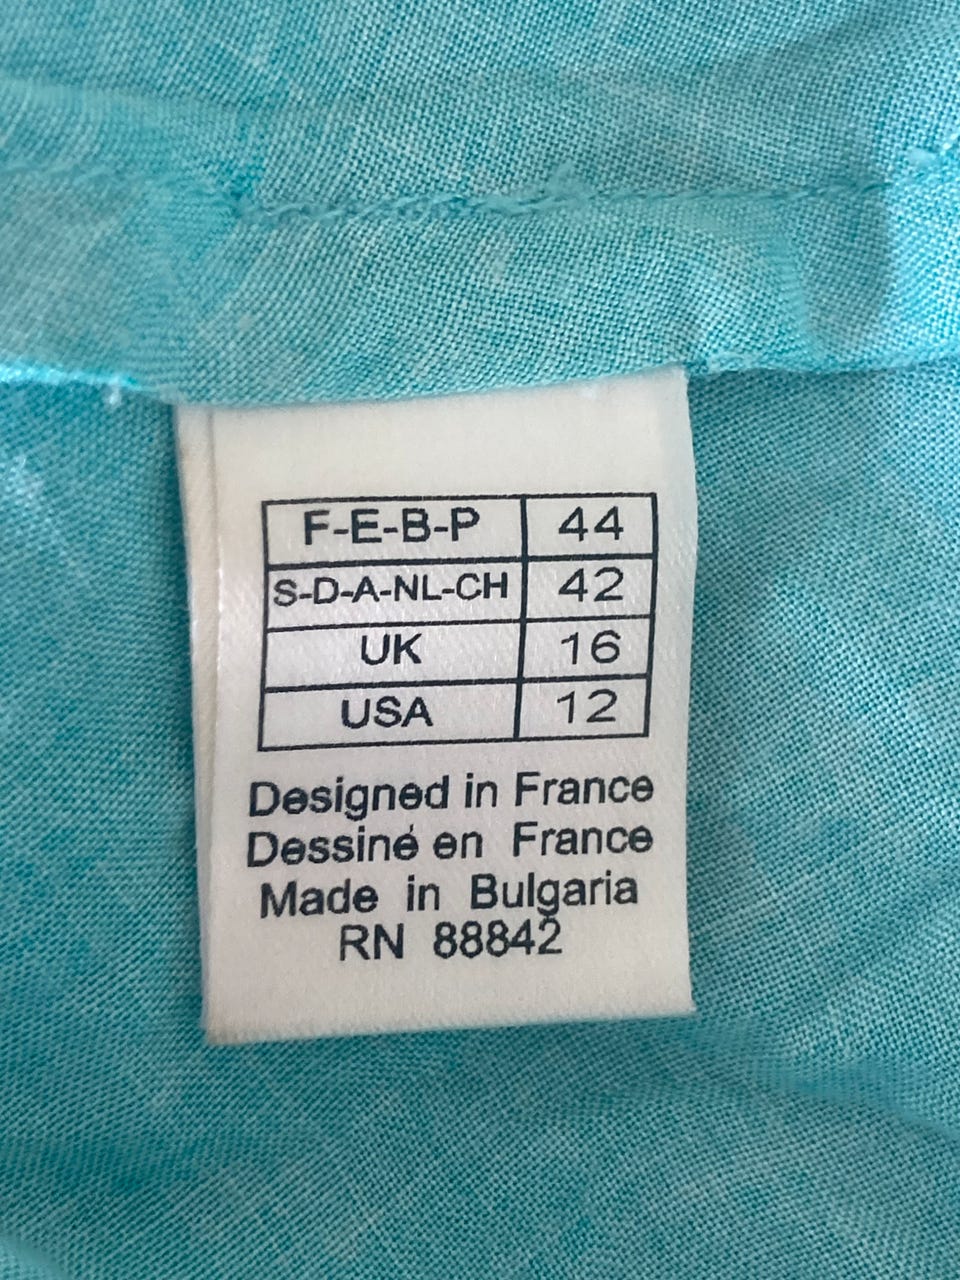 F-E-B-P 44
S-D-A-NL-CH 42
UK 16
USA 12
Designed in France
Dessiné en France
Made in Bulgaria
RN 88842